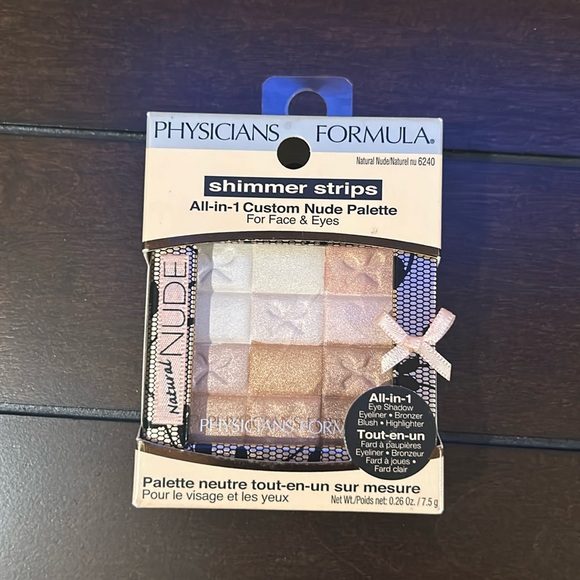 PHYSICIANS FORMULA®
Natural Nude/Naturel nu 6240
shimmer strips
All-in-1 Custom Nude Palette
For Face & Eyes
Natural NUDE
PHYSICIANS FORM
All-in-1
Eye Shadow
Eyeliner • Bronzer
Blush • Highlighter
Tout-en-un
Fard à paupières
Eyeliner • Bronzeur
Fard à joues •
Fard clair
Palette neutre tout-en-un sur mesure
Pour le visage et les yeux
Net Wt./Poids net: 0.26 Oz. / 7.5 g